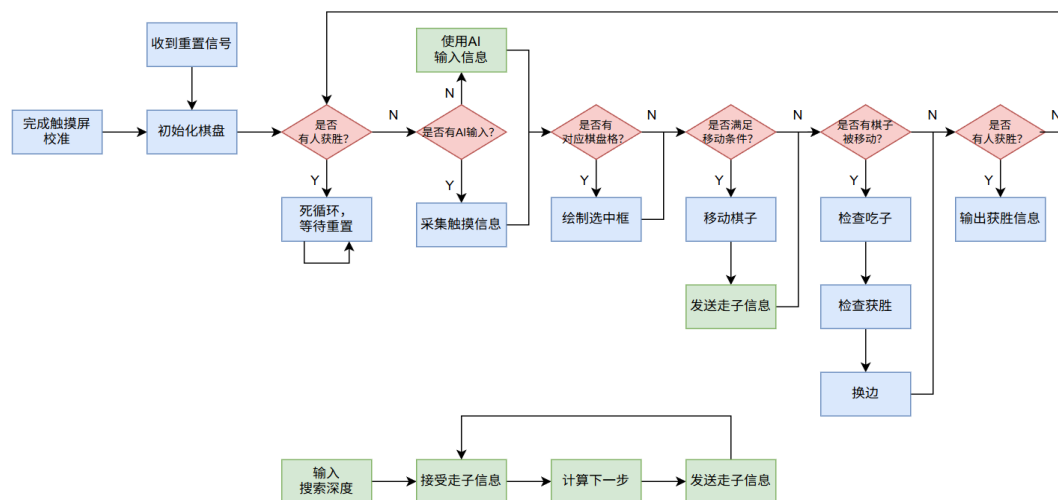 收到重置信号
使用AI
输入信息
完成触摸屏
校准
初始化棋盘
是否
有人获胜?
N
N
是否有AI输入?
是否有
对应棋盘格?
N
是否满足
移动条件?
N
是否有棋子
被移动?
N
是否
有人获胜?
N
Y
Y
Y
Y
Y
Y
死循环，
等待重置
采集触摸信息
绘制选中框
移动棋子
检查吃子
输出获胜信息
发送走子信息
检查获胜
换边
输入
搜索深度
接受走子信息
计算下一步
发送走子信息